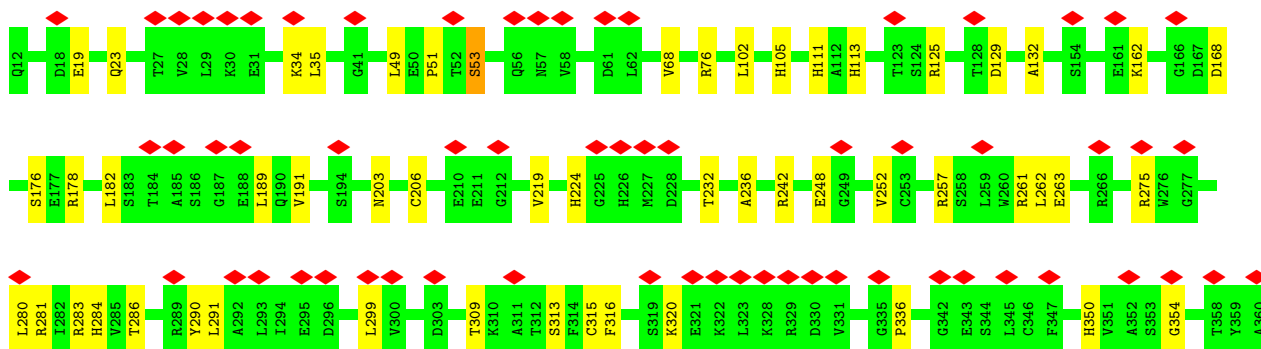 Q12 D18 E19 Q23 T27 V28 L29 K30 E31 K34 L35 G41 L49 E50 P51 T52 S53 Q56 N57 V58 D61 L62 V68 R76 L102 H105 H111 A112 H113 T123 S124 R125 T128 D129 A132 S154 E161 K162 G166 D167 D168
S176 E177 R178 L182 S183 T184 A185 S186 G187 E188 L189 Q190 V191 S194 N203 C206 E210 E211 G212 V219 H224 G225 H226 M227 D228 T232 A236 R242 E248 G249 V252 C253 R257 S258 L259 W260 R261 L262 E263 R266 R275 W276 G277
L280 R281 I282 R283 H284 V285 T286 R289 Y290 L291 A292 L293 I294 E295 D296 L299 V300 D303 T309 K310 A311 T312 S313 F314 C315 F316 S319 K320 E321 K322 L323 K328 R329 D330 V331 G335 P336 G342 E343 S344 L345 C346 F347 H350 V351 A352 S353 G354 T358 Y359 A360